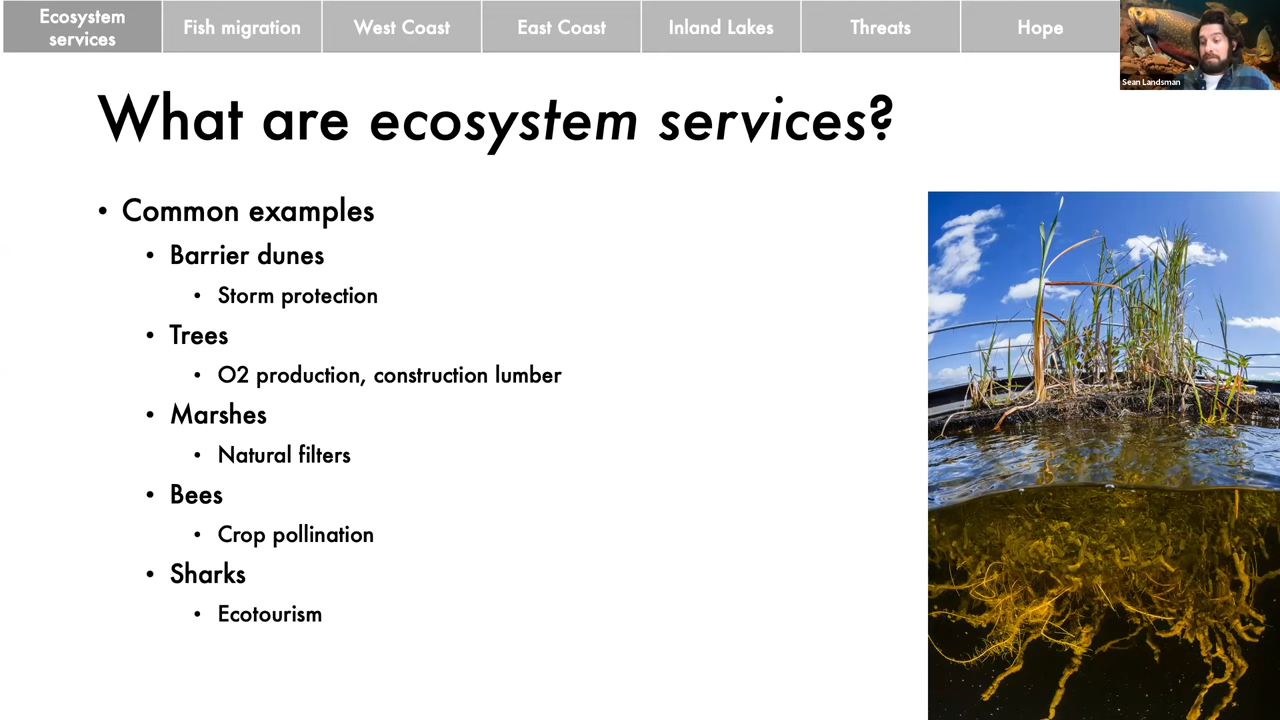 Ecosystem
services
Fish migration
West Coast
East Coast
Inland Lakes
Threats
Hope
Sean Landsman
What are ecosystem services?
• Common examples
• Barrier dunes
• Storm protection
• Trees
• O2 production, construction lumber
• Marshes
• Natural filters
• Bees
• Crop pollination
• Sharks
• Ecotourism